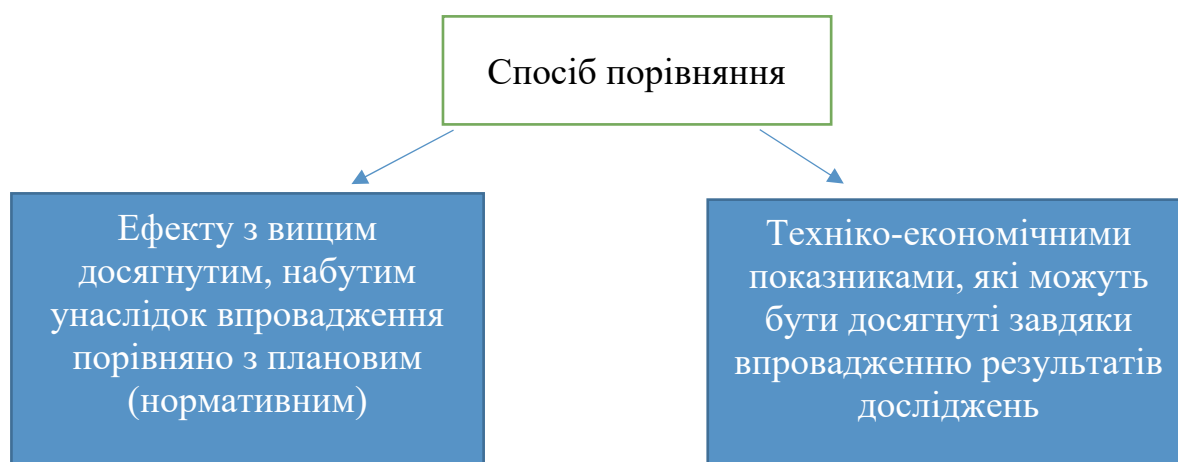 Спосіб порівняння
Ефекту з вищим
досягнутим, набутим
унаслідок впровадження
порівняно з плановим
(нормативним)
Техніко-економічними
показниками, які можуть
бути досягнуті завдяки
впровадженню результатів
досліджень